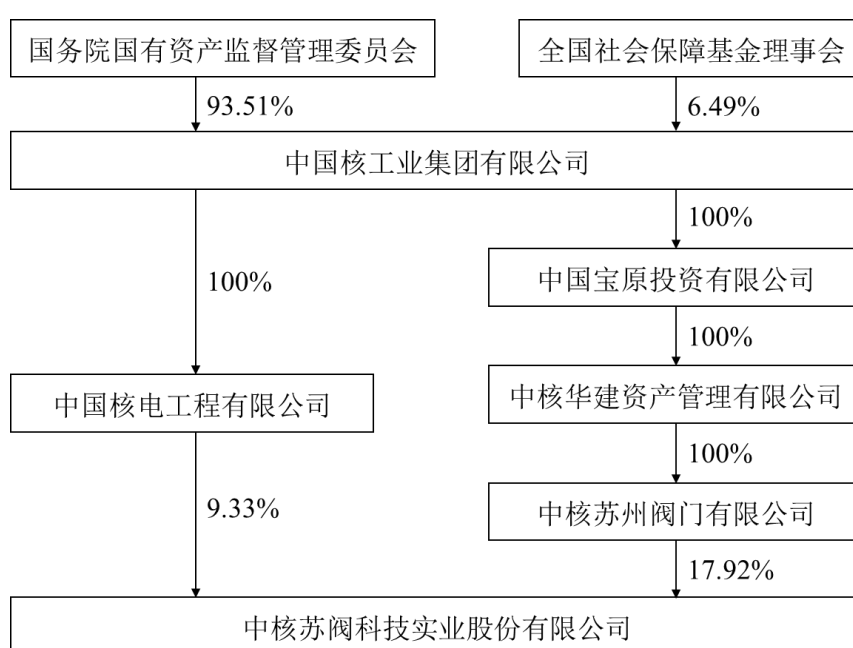 国务院国有资产监督管理委员会
全国社会保障基金理事会
93.51%
6.49%
中国核工业集团有限公司
100%
中国宝原投资有限公司
100%
100%
中核华建资产管理有限公司
中国核电工程有限公司
100%
9.33%
中核苏州阀门有限公司
17.92%
中核苏阀科技实业股份有限公司